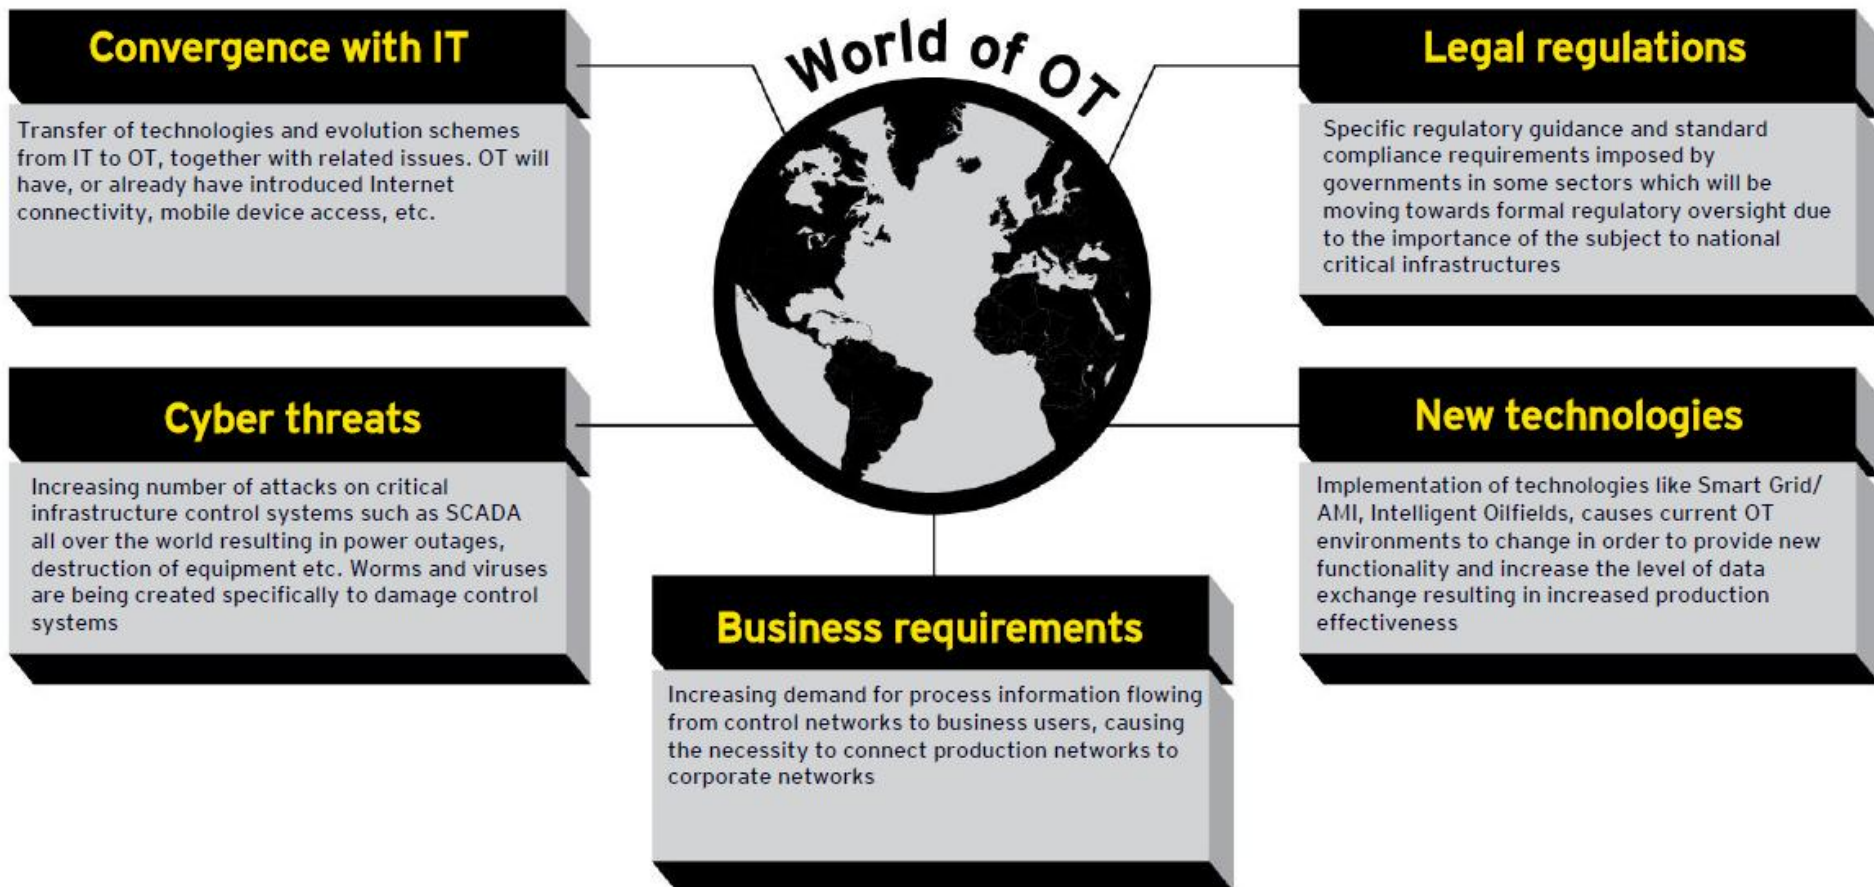 World of OT
Convergence with IT
Transfer of technologies and evolution schemes
from IT to OT, together with related issues. OT will
have, or already have introduced Internet
connectivity, mobile device access, etc.
Legal regulations
Specific regulatory guidance and standard
compliance requirements imposed by
governments in some sectors which will be
moving towards formal regulatory oversight due
to the importance of the subject to national
critical infrastructures
Cyber threats
Increasing number of attacks on critical
infrastructure control systems such as SCADA
all over the world resulting in power outages,
destruction of equipment etc. Worms and viruses
are being created specifically to damage control
systems
New technologies
Implementation of technologies like Smart Grid/
AMI, Intelligent Oilfields, causes current OT
environments to change in order to provide new
functionality and increase the level of data
exchange resulting in increased production
effectiveness
Business requirements
Increasing demand for process information flowing
from control networks to business users, causing
the necessity to connect production networks to
corporate networks